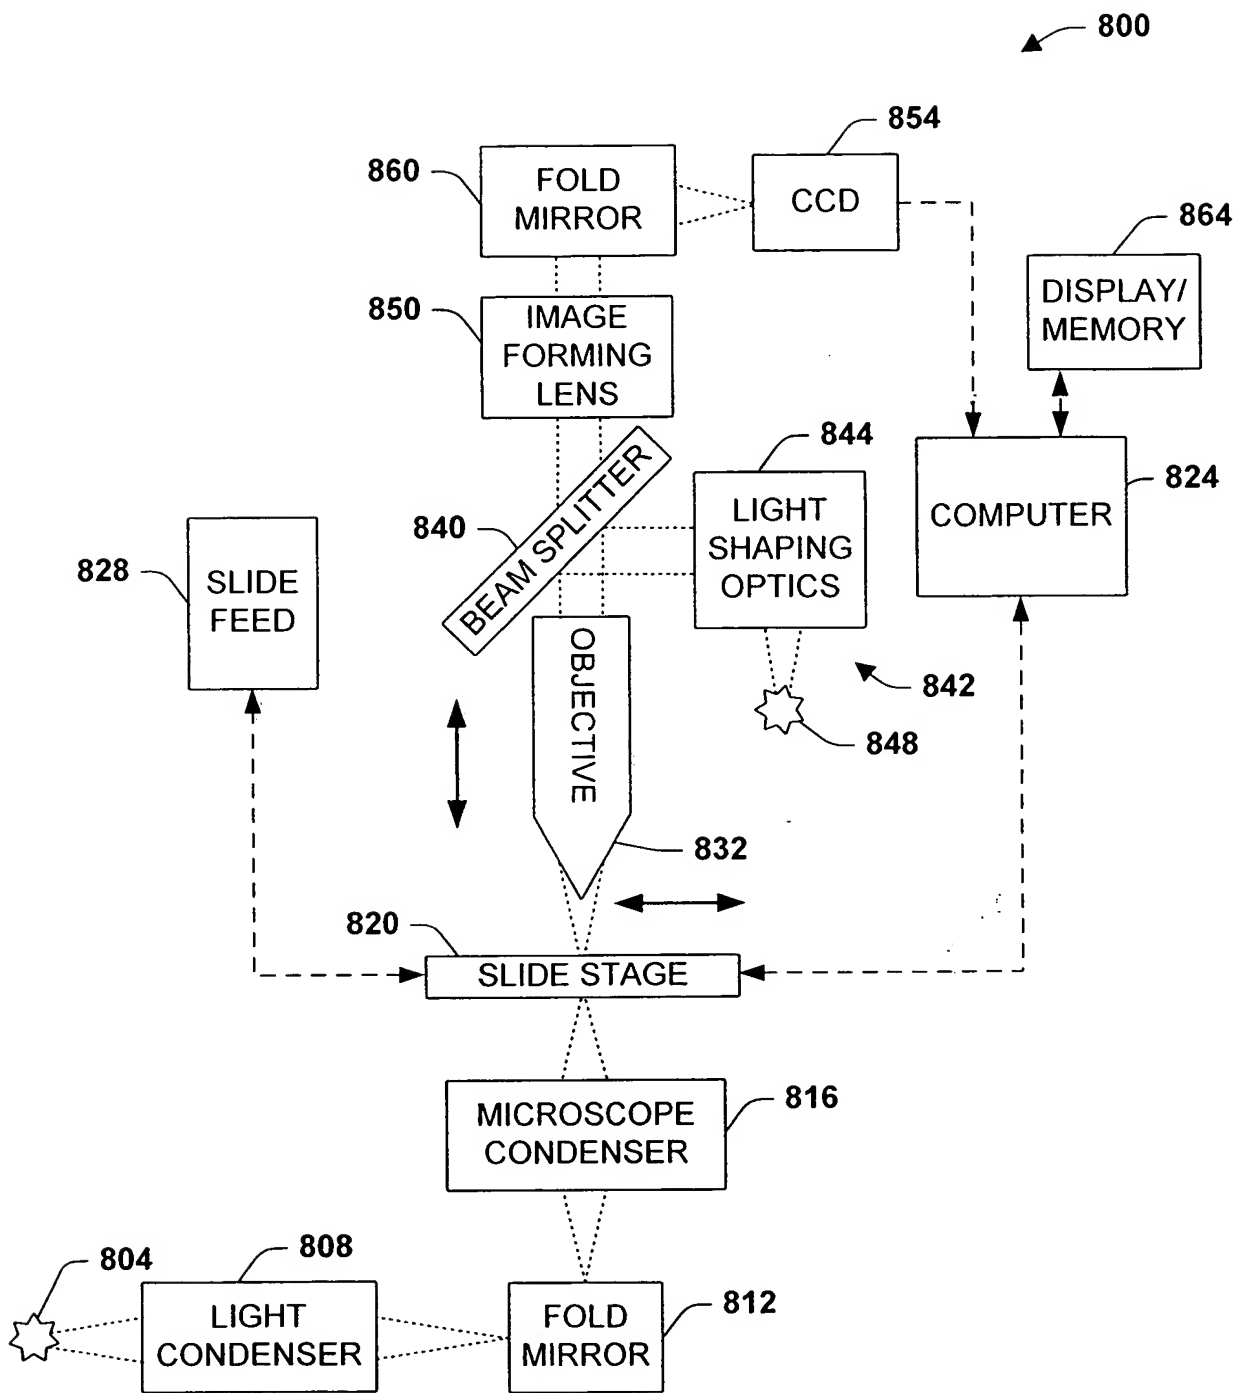 800
854
860
FOLD
MIRROR
CCD
864
DISPLAY/
MEMORY
850
IMAGE
FORMING
LENS
844
824
COMPUTER
840
BEAM SPLITTER
LIGHT
SHAPING
OPTICS
828
SLIDE
FEED
OBJECTIVE
842
848
832
820
SLIDE STAGE
816
MICROSCOPE
CONDENSER
804
808
LIGHT
CONDENSER
812
FOLD
MIRROR